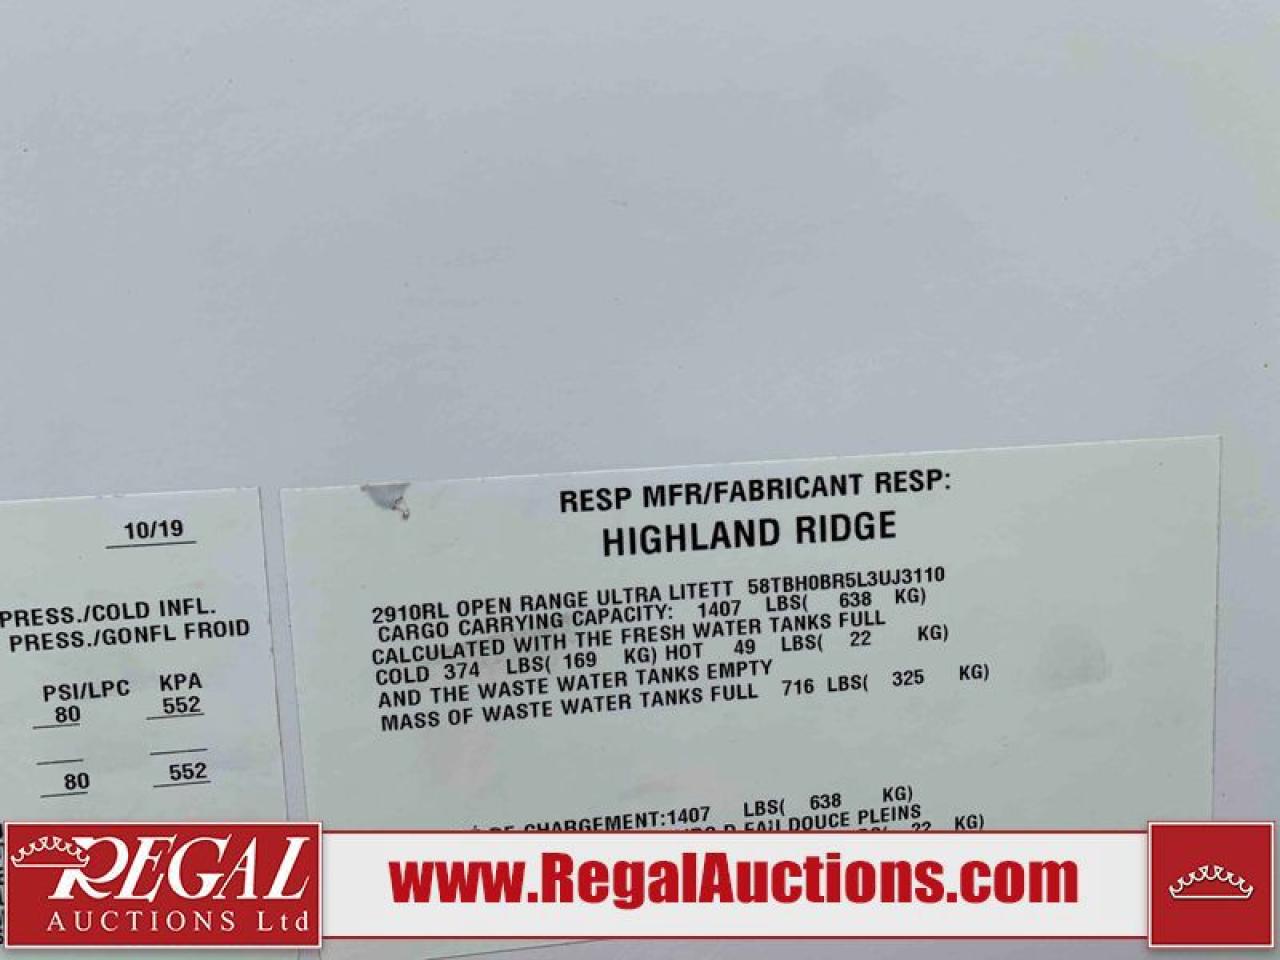 10/19
PRESS./COLD INFL.
PRESS./GONFL FROID
PSI/LPC KPA
80 552
80 552
RESP MFR/FABRICANT RESP:
HIGHLAND RIDGE
2910RL OPEN RANGE ULTRA LITETT 58TBH0BR5L3UJ3110
CARGO CARRYING CAPACITY: 1407 LBS( 638 KG)
CALCULATED WITH THE FRESH WATER TANKS FULL
COLD 374 LBS( 169 KG) HOT 49 LBS( 22 KG)
AND THE WASTE WATER TANKS EMPTY
MASS OF WASTE WATER TANKS FULL 716 LBS( 325 KG)
DE CHARGEMENT:1407 LBS( 638 KG)
D EAU DOUCE PLEINS
22 KG)
REGAL
AUCTIONS Ltd
www.RegalAuctions.com